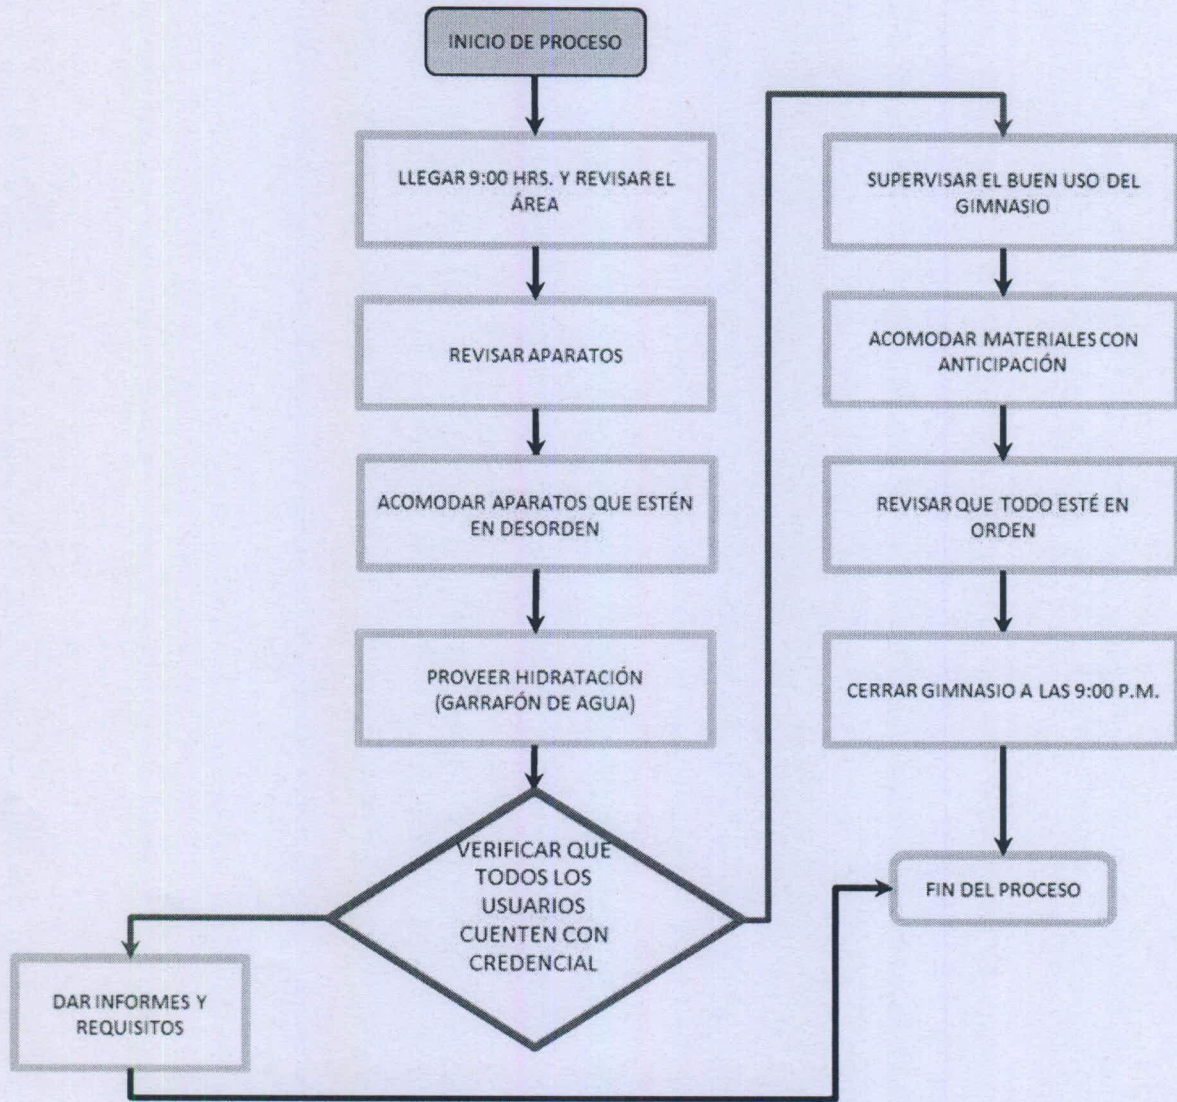 INICIO DE PROCESO
LLEGAR 9:00 HRS. Y REVISAR EL
ÁREA
REVISAR APARATOS
ACOMODAR APARATOS QUE ESTÉN
EN DESORDEN
PROVEER HIDRATACIÓN
(GARRAFÓN DE AGUA)
VERIFICAR QUE
TODOS LOS
USUARIOS
CUENTEN CON
CREDENCIAL
DAR INFORMES Y
REQUISITOS
SUPERVISAR EL BUEN USO DEL
GIMNASIO
ACOMODAR MATERIALES CON
ANTICIPACIÓN
REVISAR QUE TODO ESTÉ EN
ORDEN
CERRAR GIMNASIO A LAS 9:00 P.M.
FIN DEL PROCESO